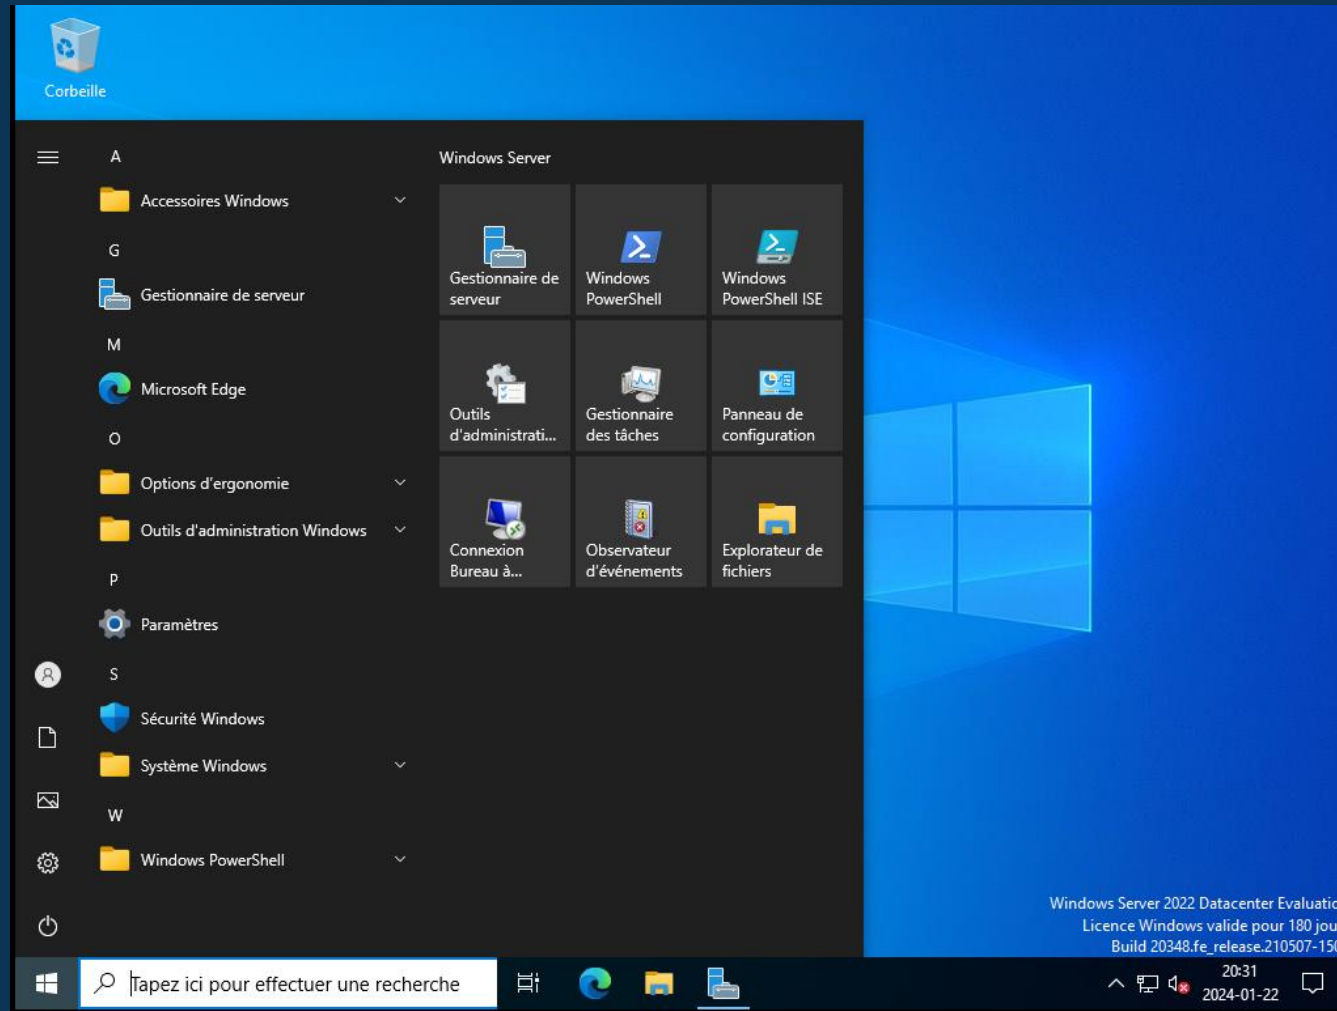 Corbeille
A
Accessoires Windows
G
Gestionnaire de serveur
M
Microsoft Edge
O
Options d'ergonomie
Outils d'administration Windows
P
Paramètres
S
Sécurité Windows
Système Windows
W
Windows PowerShell
Windows Server
Gestionnaire de
serveur
Windows
PowerShell
Windows
PowerShell ISE
Outils
d'administrati...
Gestionnaire
des tâches
Panneau de
configuration
Connexion
Bureau à...
Observateur
d'événements
Explorateur de
fichiers
Windows Server 2022 Datacenter Evaluatio
Licence Windows valide pour 180 jou
Build 20348.fe_release.210507-150
Tapez ici pour effectuer une recherche
20:31
2024-01-22